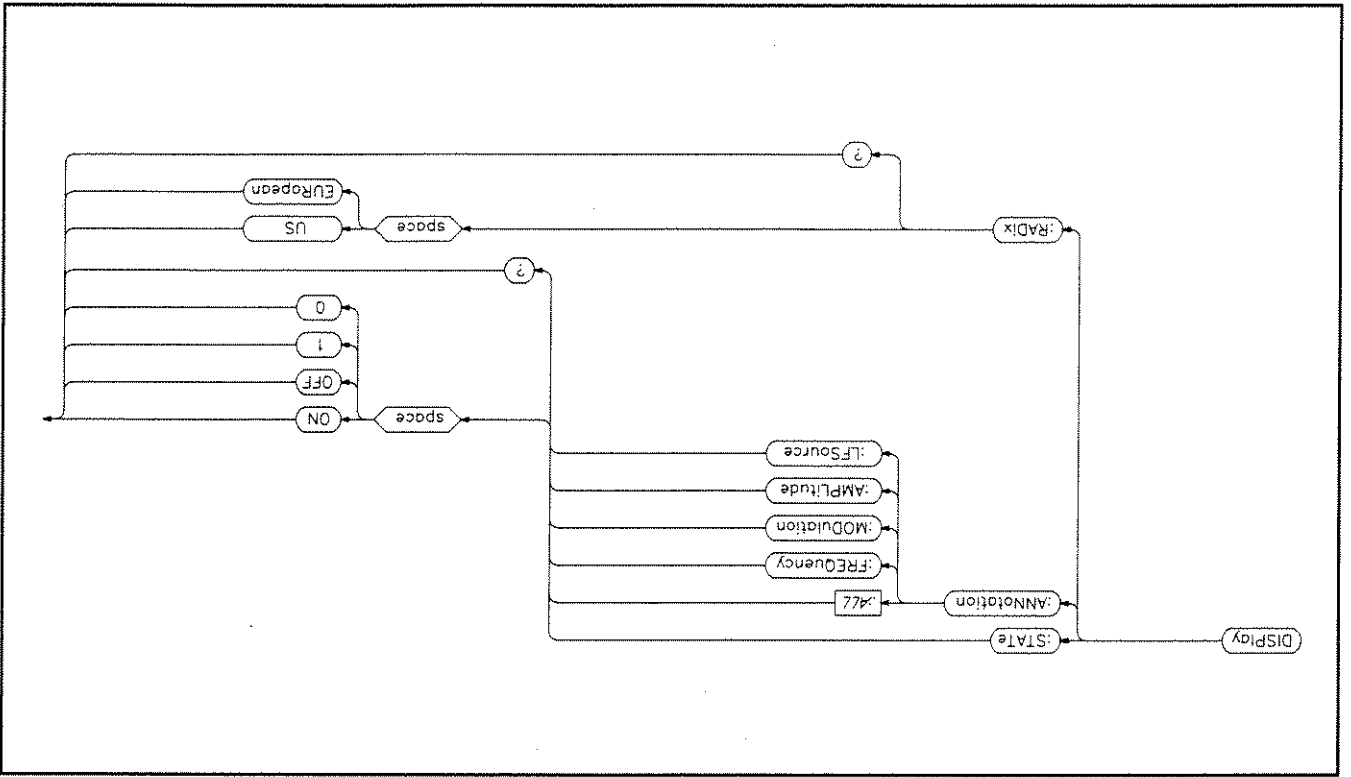 DISPlay
:STATe
:ANNotation
:ALL
:FREQuency
:MODulation
:AMPLitude
:LFSource
space
ON
OFF
1
0
?
:RADix
space
US
EURopean
?